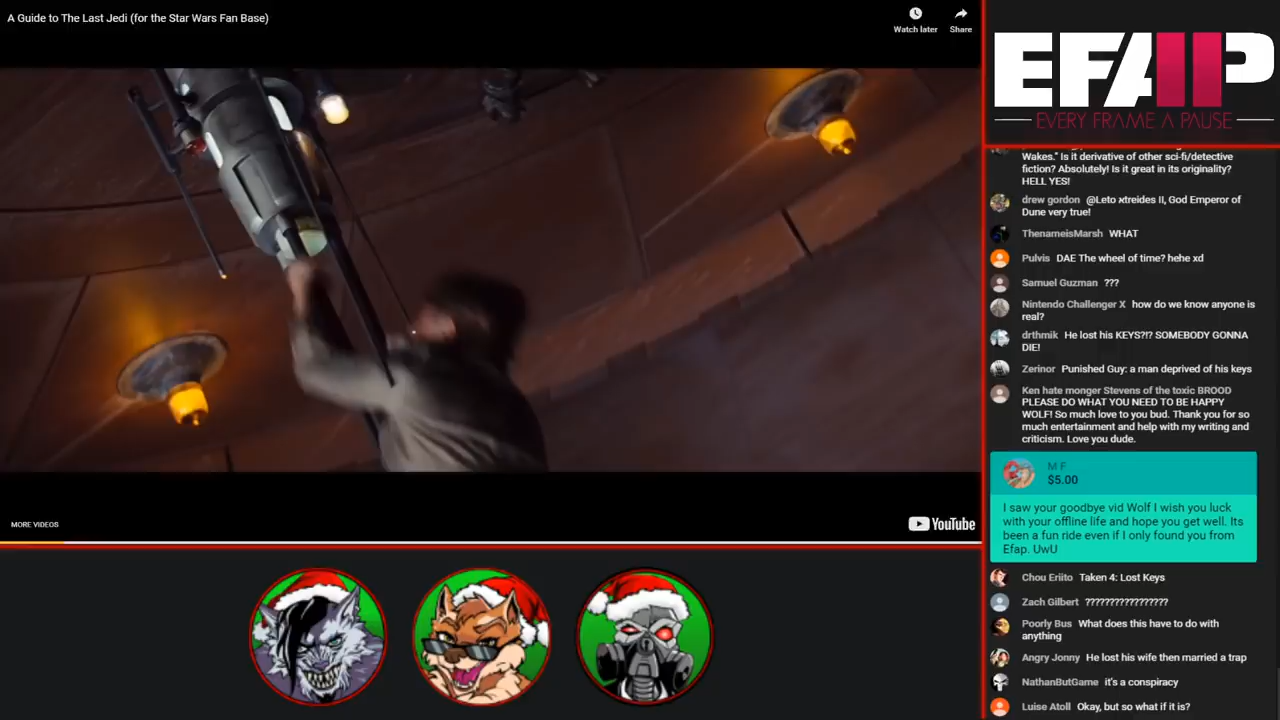 A Guide to The Last Jedi (for the Star Wars Fan Base)
Watch later
Share
MORE VIDEOS
YouTube
EFAP
EVERY FRAME A PAUSE
Wakes." Is it derivative of other sci-fi/detective
fiction? Absolutely! Is it great in its originality?
HELL YES!
drew gordon @Leto אtreides II, God Emperor of
Dune very true!
ThenameisMarsh WHAT
Pulvis DAE The wheel of time? hehe xd
Samuel Guzman ???
Nintendo Challenger X how do we know anyone is
real?
drthmik He lost his KEYS?!? SOMEBODY GONNA
DIE!
Zerinor Punished Guy: a man deprived of his keys
Ken hate monger Stevens of the toxic BROOD
PLEASE DO WHAT YOU NEED TO BE HAPPY
WOLF! So much love to you bud. Thank you for so
much entertainment and help with my writing and
criticism. Love you dude.
M F
$5.00
I saw your goodbye vid Wolf I wish you luck
with your offline life and hope you get well. Its
been a fun ride even if I only found you from
Efap. UwU
Chou Eriito Taken 4: Lost Keys
Zach Gilbert ?????????????????
Poorly Bus What does this have to do with
anything
Angry Jonny He lost his wife then married a trap
NathanButGame it's a conspiracy
Luise Atoll Okay, but so what if it is?